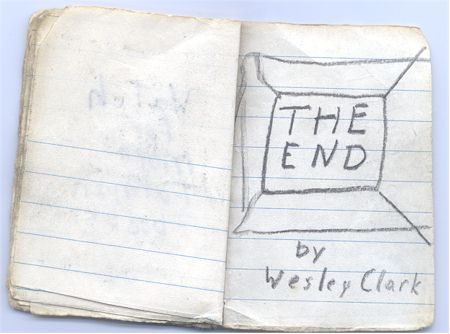 THE
END
by
Wesley Clark